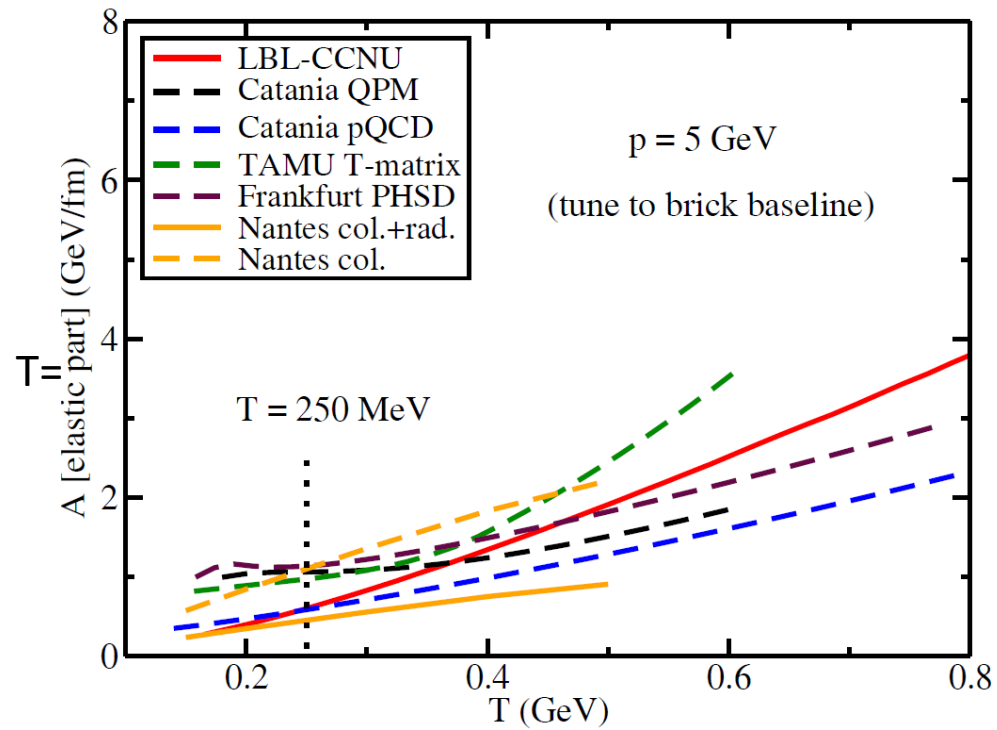 8
LBL-CCNU
Catania QPM
Catania pQCD
TAMU T-matrix
Frankfurt PHSD
Nantes col.+rad.
Nantes col.
p = 5 GeV
(tune to brick baseline)
6
A [elastic part] (GeV/fm)
4
T=
T = 250 MeV
2
0
0.2 0.4 0.6 0.8
T (GeV)